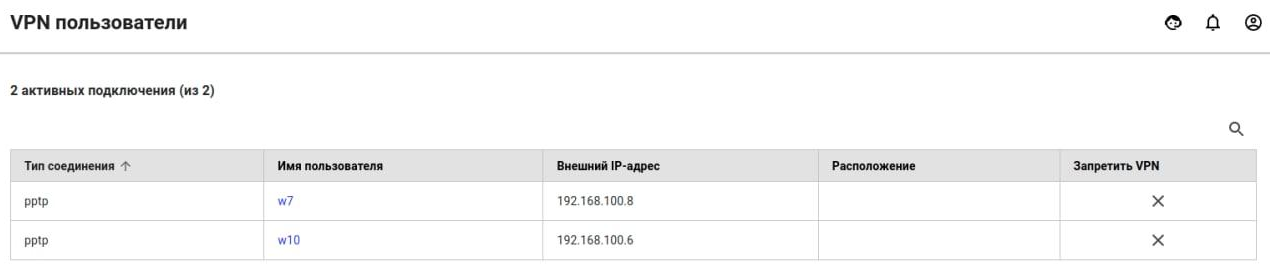 VPN пользователи
2 активных подключения (из 2)
Тип соединения ↑ Имя пользователя Внешний IP-адрес Расположение Запретить VPN
pptp w7 192.168.100.8
pptp w10 192.168.100.6